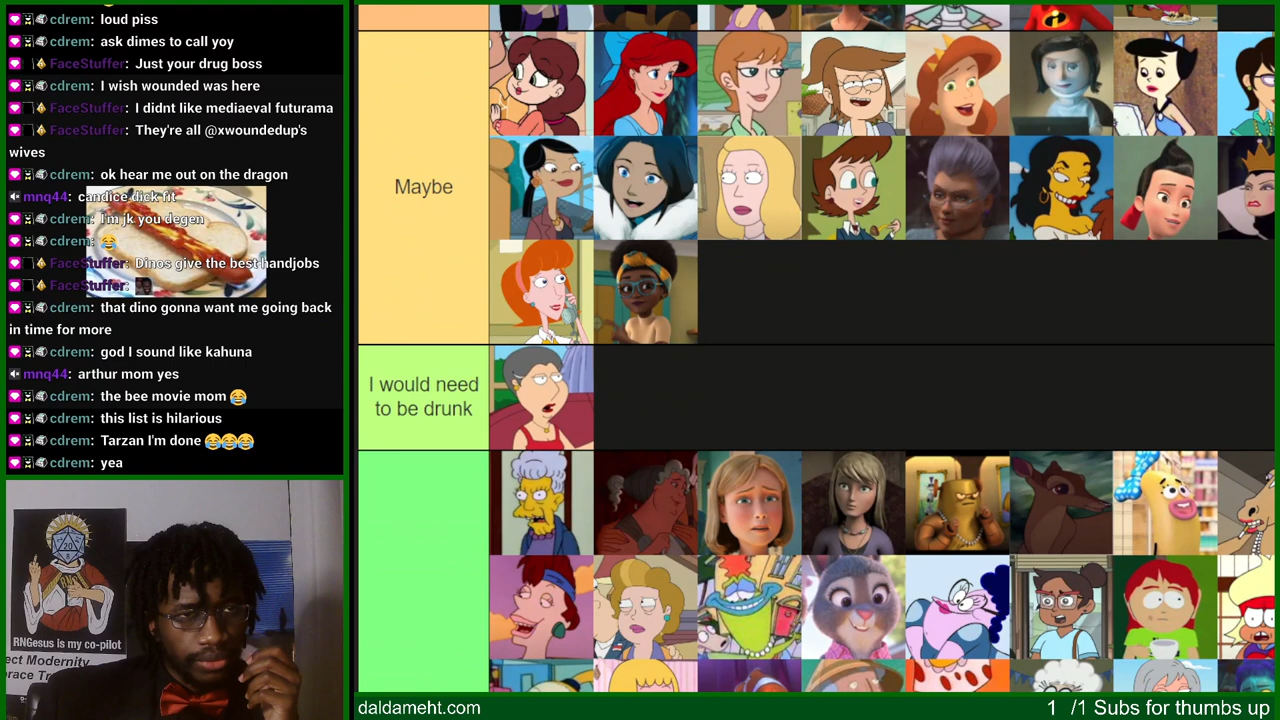 cdrem: loud piss
cdrem: ask dimes to call yoy
FaceStuffer: Just your drug boss
cdrem: I wish wounded was here
FaceStuffer: I didnt like mediaeval futurama
FaceStuffer: They're all @xwoundedup's
wives
cdrem: ok hear me out on the dragon
mnq44: candice dick fit
cdrem: I'm jk you degen
cdrem: 😂
FaceStuffer: Dinos give the best handjobs
FaceStuffer:
cdrem: that dino gonna want me going back
in time for more
cdrem: god I sound like kahuna
mnq44: arthur mom yes
cdrem: the bee movie mom 😂
cdrem: this list is hilarious
cdrem: Tarzan I'm done 😂😂😂
cdrem: yea
Maybe
I would need
to be drunk
20
RNGesus is my co-pilot
ect Modernity
brace Tra
daldameht.com
1 /1 Subs for thumbs up